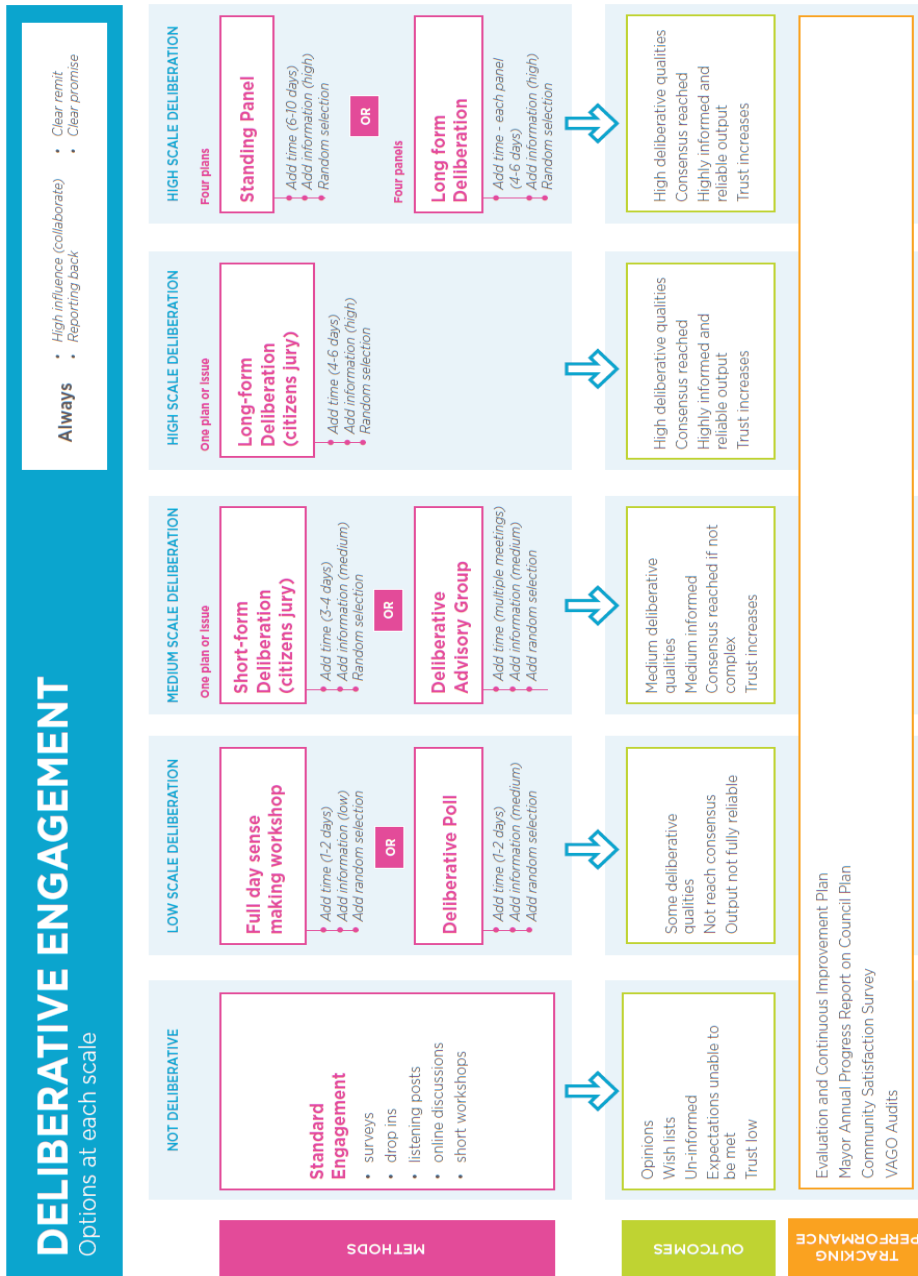 DELIBERATIVE ENGAGEMENT
Options at each scale
Always
• High influence (collaborate)
• Reporting back
• Clear remit
• Clear promise
METHODS
NOT DELIBERATIVE
Standard
Engagement
• surveys
• drop ins
• listening posts
• online discussions
• short workshops
LOW SCALE DELIBERATION
Full day sense
making workshop
Add time (1-2 days)
Add information (low)
Add random selection
OR
Deliberative Poll
Add time (1-2 days)
Add information (medium)
Add random selection
MEDIUM SCALE DELIBERATION
One plan or issue
Short-form
Deliberation
(citizens jury)
Add time (3-4 days)
Add information (medium)
Random selection
OR
Deliberative
Advisory Group
Add time (multiple meetings)
Add information (medium)
Add random selection
HIGH SCALE DELIBERATION
One plan or issue
Long-form
Deliberation
(citizens jury)
Add time (4-6 days)
Add information (high)
Random selection
HIGH SCALE DELIBERATION
Four plans
Standing Panel
Add time (6-10 days)
Add information (high)
Random selection
OR
Four panels
Long form
Deliberation
Add time - each panel
(4-6 days)
Add information (high)
Random selection
OUTCOMES
Opinions
Wish lists
Un-informed
Expectations unable to
be met
Trust low
Some deliberative
qualities
Not reach consensus
Output not fully reliable
Medium deliberative
qualities
Medium informed
Consensus reached if not
complex
Trust increases
High deliberative qualities
Consensus reached
Highly informed and
reliable output
Trust increases
High deliberative qualities
Consensus reached
Highly informed and
reliable output
Trust increases
TRACKING
PERFORMANCE
Evaluation and Continuous Improvement Plan
Mayor Annual Progress Report on Council Plan
Community Satisfaction Survey
VAGO Audits